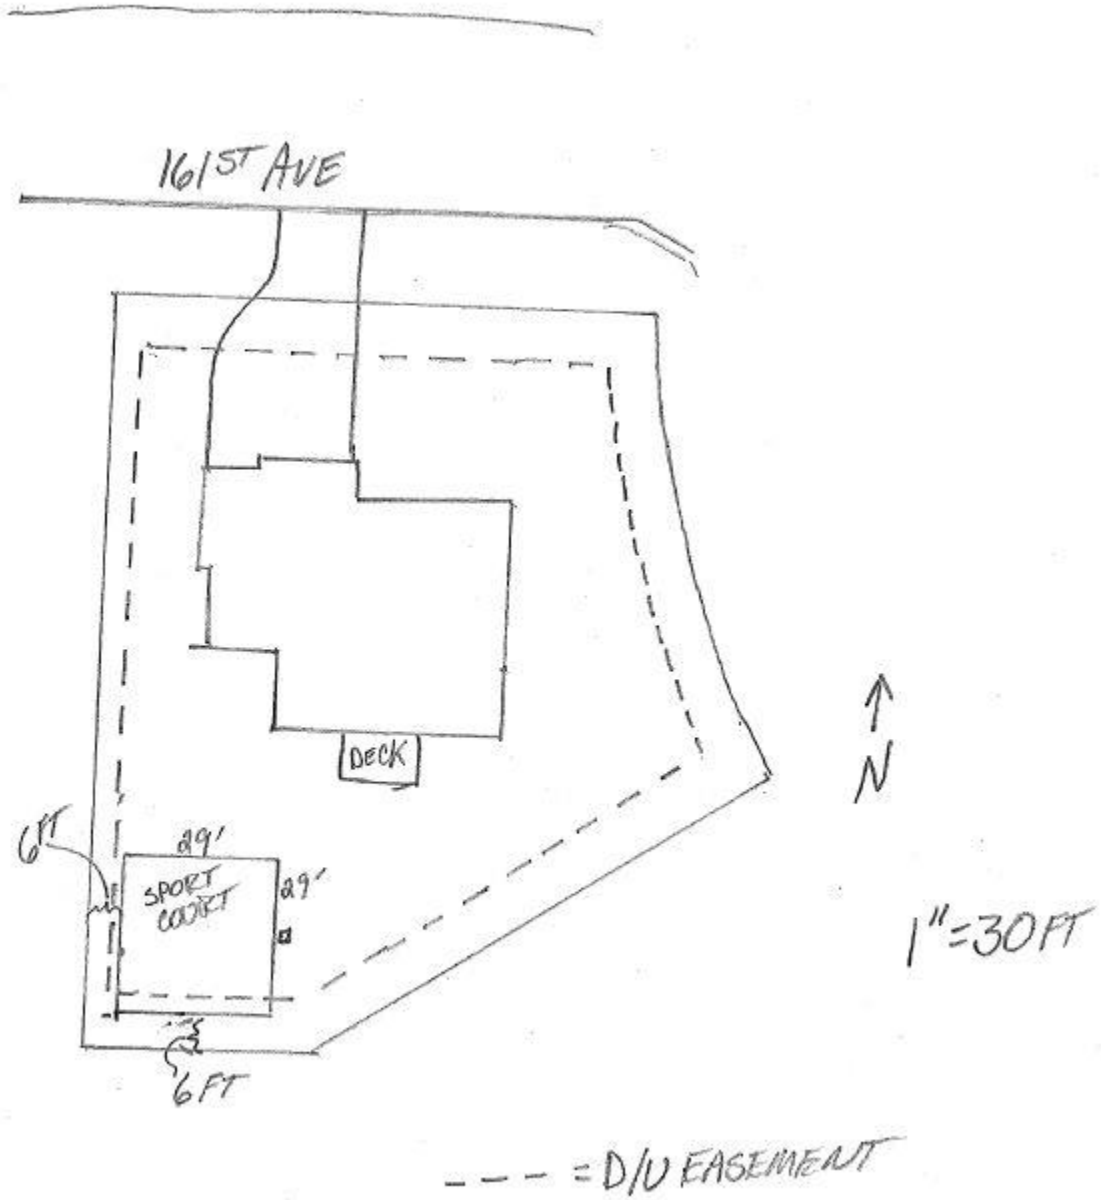 161ST AVE
DECK
6FT
29'
SPORT
COURT
29'
N
1"=30FT
6FT
---- = D/U EASEMENT